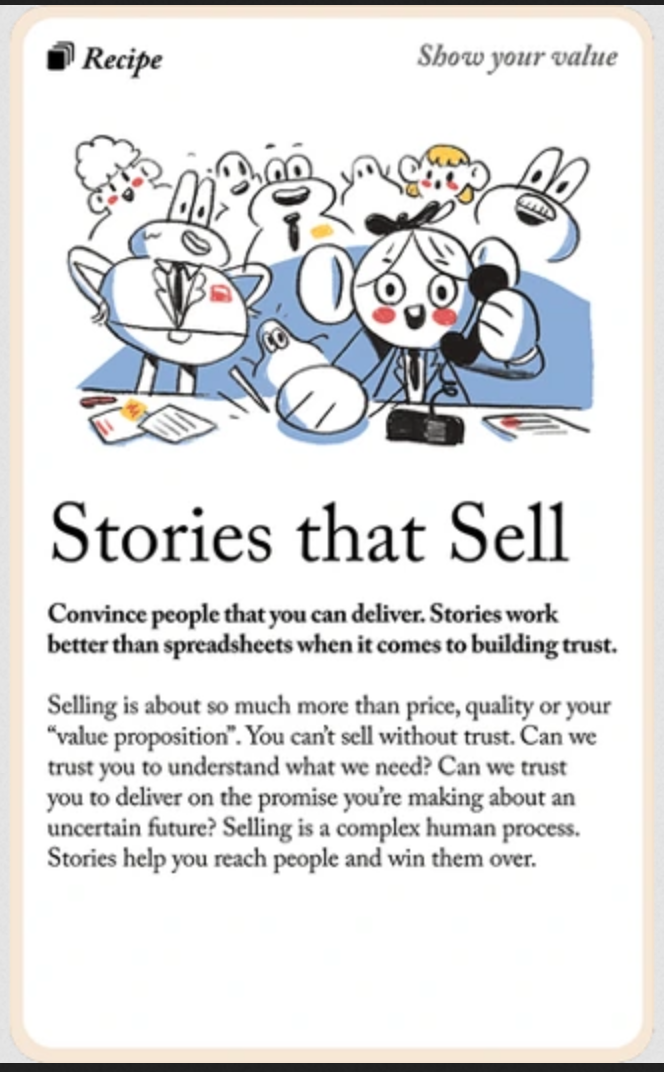 Recipe
Show your value
Stories that Sell
Convince people that you can deliver. Stories work
better than spreadsheets when it comes to building trust.
Selling is about so much more than price, quality or your
“value proposition”. You can’t sell without trust. Can we
trust you to understand what we need? Can we trust
you to deliver on the promise you’re making about an
uncertain future? Selling is a complex human process.
Stories help you reach people and win them over.